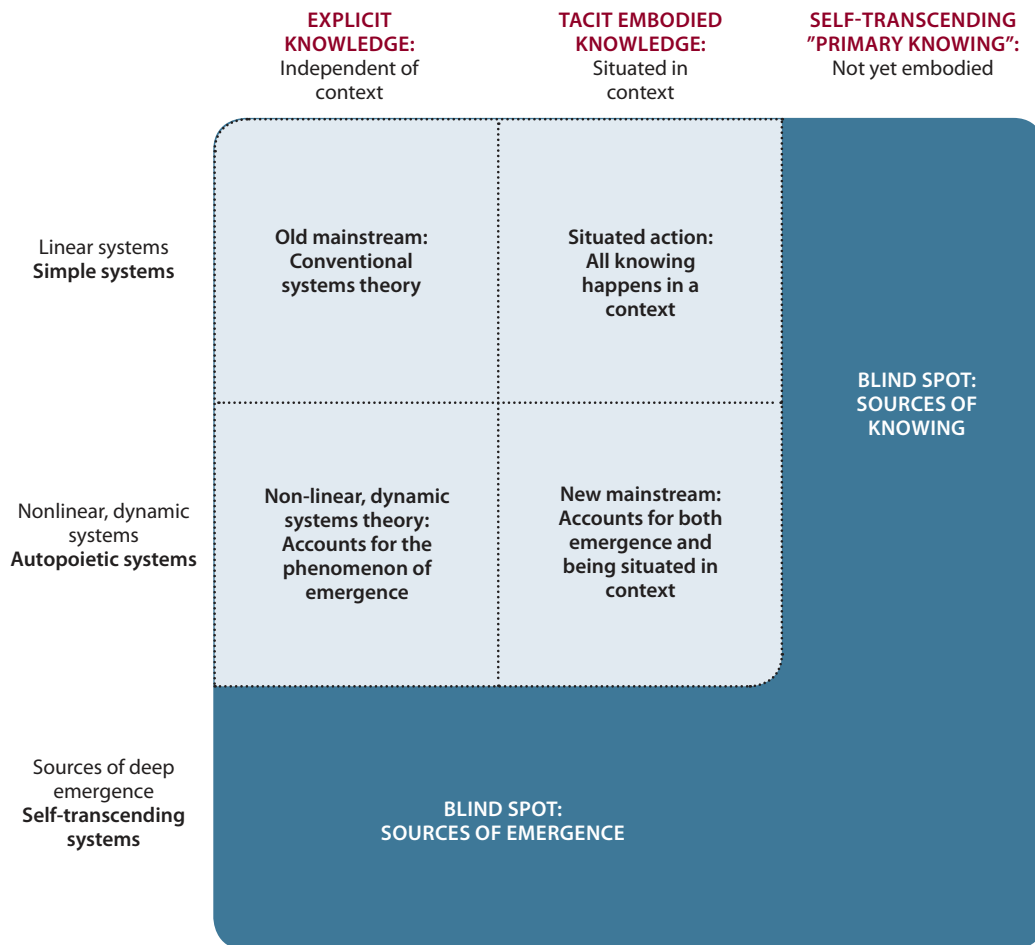 EXPLICIT
KNOWLEDGE:
Independent of
context
TACIT EMBODIED
KNOWLEDGE:
Situated in
context
SELF-TRANSCENDING
”PRIMARY KNOWING”:
Not yet embodied
Linear systems
Simple systems
Old mainstream:
Conventional
systems theory
Situated action:
All knowing
happens in a
context
BLIND SPOT:
SOURCES OF
KNOWING
Nonlinear, dynamic
systems
Autopoietic systems
Non-linear, dynamic
systems theory:
Accounts for the
phenomenon of
emergence
New mainstream:
Accounts for both
emergence and
being situated in
context
Sources of deep
emergence
Self-transcending
systems
BLIND SPOT:
SOURCES OF EMERGENCE